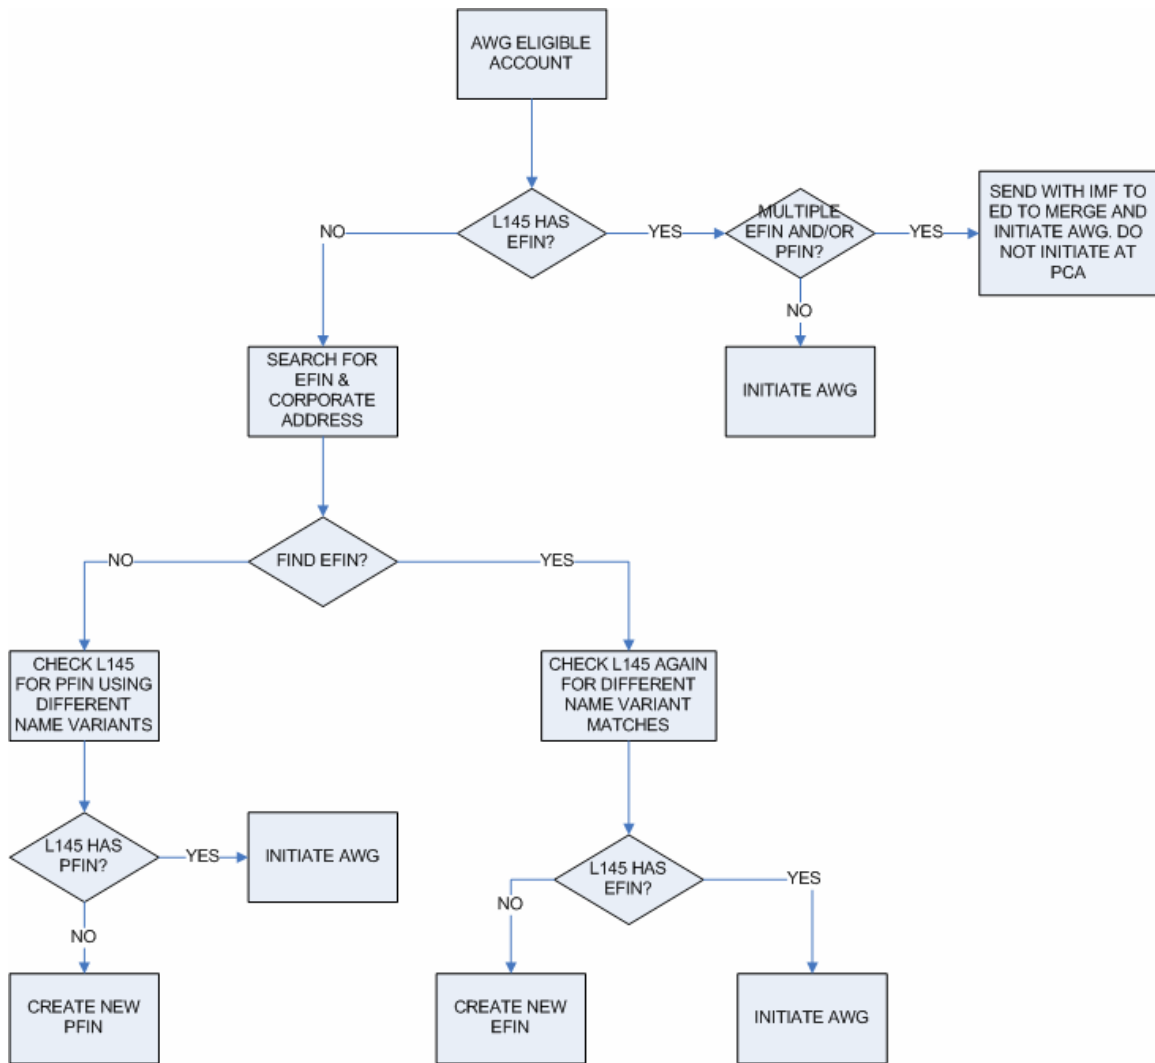 AWG ELIGIBLE
ACCOUNT
L145 HAS
EFIN?
NO
YES
MULTIPLE
EFIN AND/OR
PFIN?
YES
SEND WITH IMF TO
ED TO MERGE AND
INITIATE AWG. DO
NOT INITIATE AT
PCA
NO
INITIATE AWG
SEARCH FOR
EFIN &
CORPORATE
ADDRESS
FIND EFIN?
NO
YES
CHECK L145
FOR PFIN USING
DIFFERENT
NAME VARIANTS
CHECK L145 AGAIN
FOR DIFFERENT
NAME VARIANT
MATCHES
L145 HAS
PFIN?
YES
INITIATE AWG
NO
CREATE NEW
PFIN
L145 HAS
EFIN?
NO
YES
CREATE NEW
EFIN
INITIATE AWG